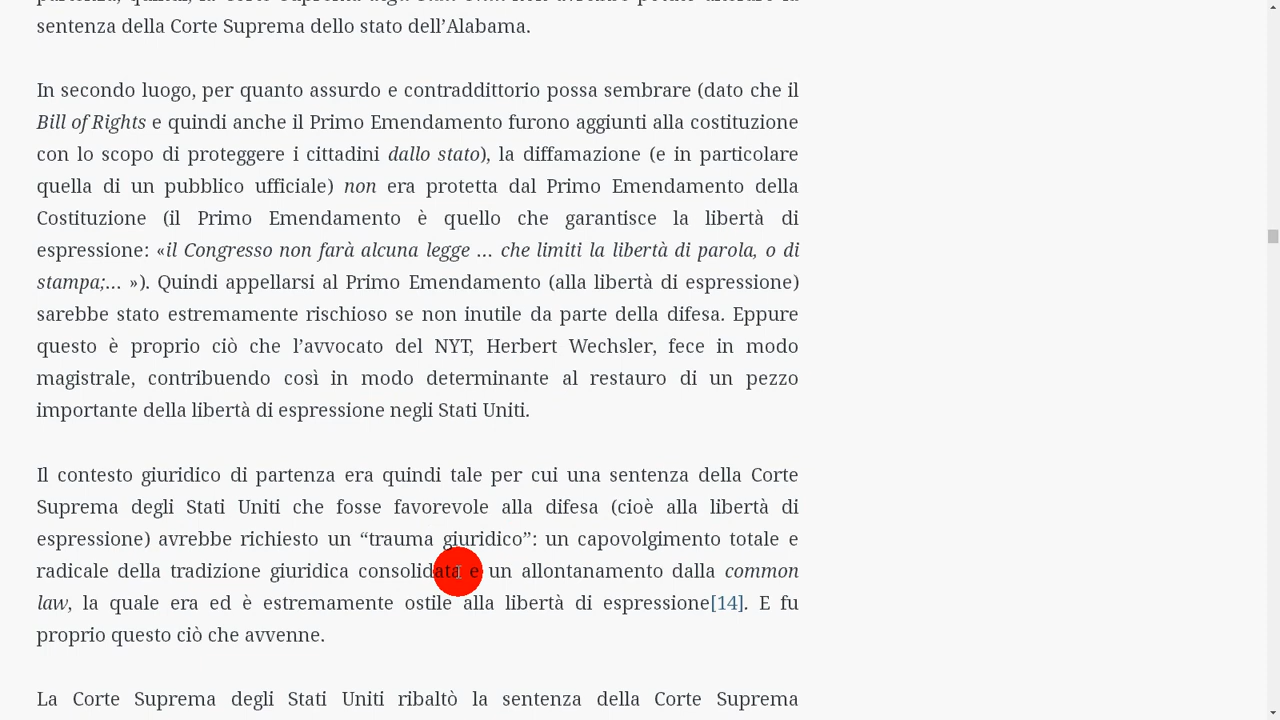 sentenza della Corte Suprema dello stato dell’Alabama.
In secondo luogo, per quanto assurdo e contraddittorio possa sembrare (dato che il
Bill of Rights e quindi anche il Primo Emendamento furono aggiunti alla costituzione
con lo scopo di proteggere i cittadini dallo stato), la diffamazione (e in particolare
quella di un pubblico ufficiale) non era protetta dal Primo Emendamento della
Costituzione (il Primo Emendamento è quello che garantisce la libertà di
espressione: «il Congresso non farà alcuna legge … che limiti la libertà di parola, o di
stampa;… »). Quindi appellarsi al Primo Emendamento (alla libertà di espressione)
sarebbe stato estremamente rischioso se non inutile da parte della difesa. Eppure
questo è proprio ciò che l’avvocato del NYT, Herbert Wechsler, fece in modo
magistrale, contribuendo così in modo determinante al restauro di un pezzo
importante della libertà di espressione negli Stati Uniti.
Il contesto giuridico di partenza era quindi tale per cui una sentenza della Corte
Suprema degli Stati Uniti che fosse favorevole alla difesa (cioè alla libertà di
espressione) avrebbe richiesto un “trauma giuridico”: un capovolgimento totale e
radicale della tradizione giuridica consolidata e un allontanamento dalla common
law, la quale era ed è estremamente ostile alla libertà di espressione[14]. E fu
proprio questo ciò che avvenne.
La Corte Suprema degli Stati Uniti ribaltò la sentenza della Corte Suprema